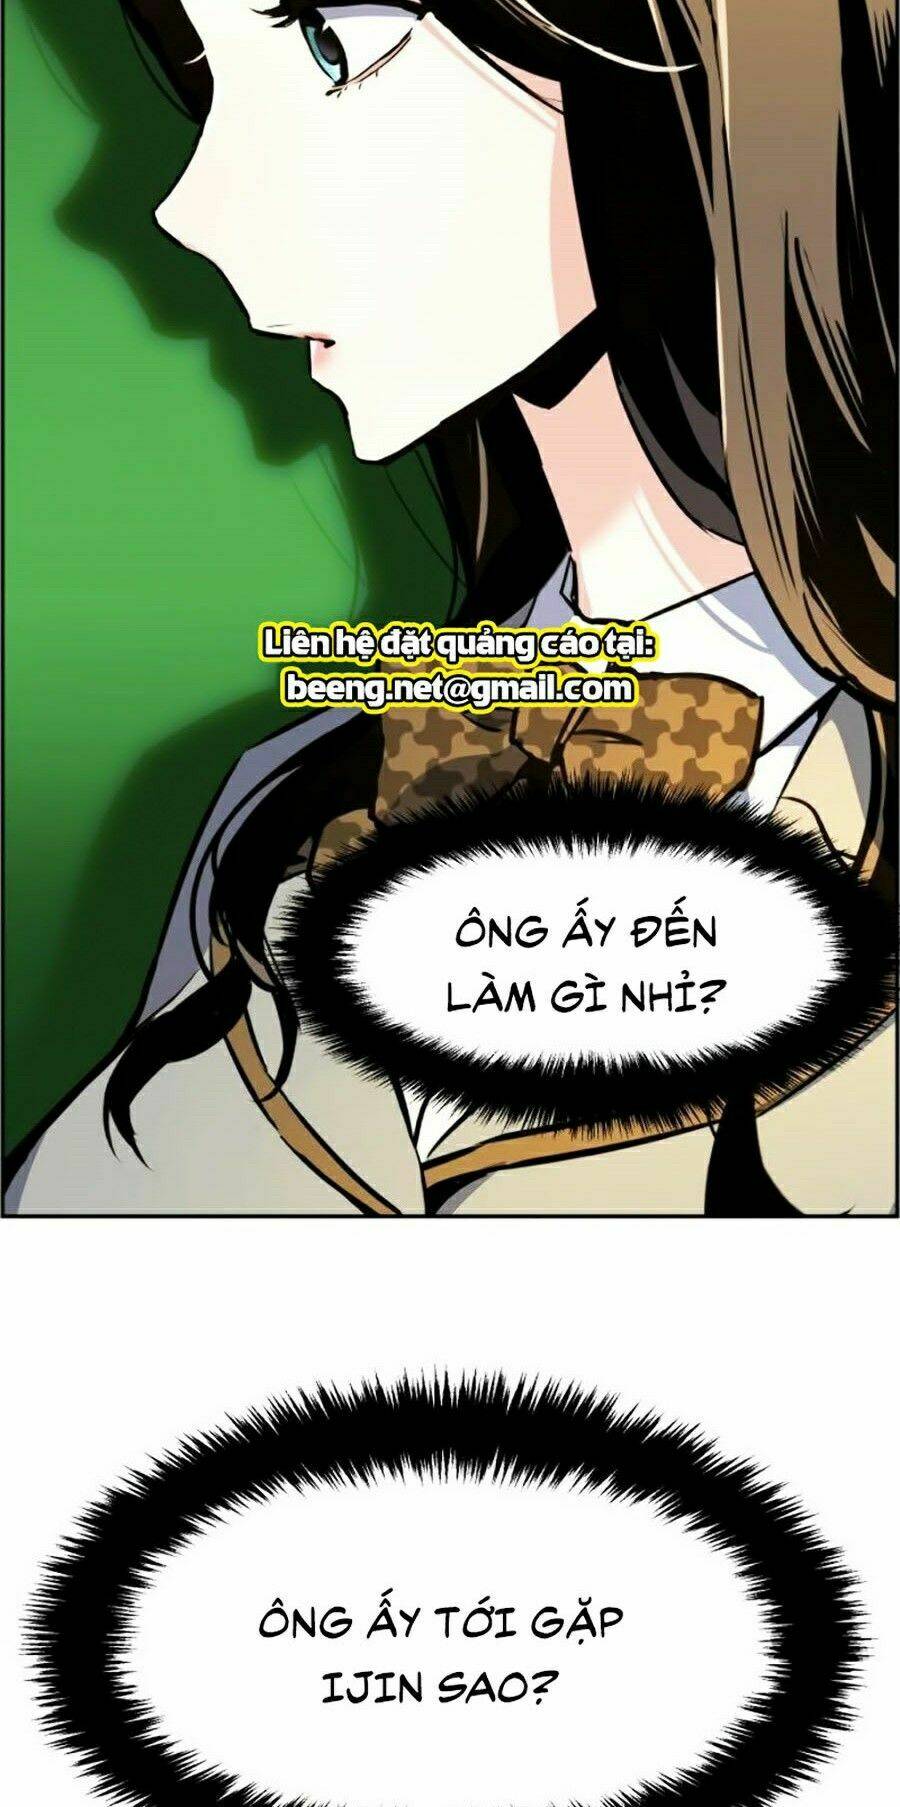 Liên hệ đặt quảng cáo tại:
beeng.net@gmail.com
ÔNG ẤY ĐẾN
LÀM GÌ NHỈ?
ÔNG ẤY TỚI GẶP
IJIN SAO?